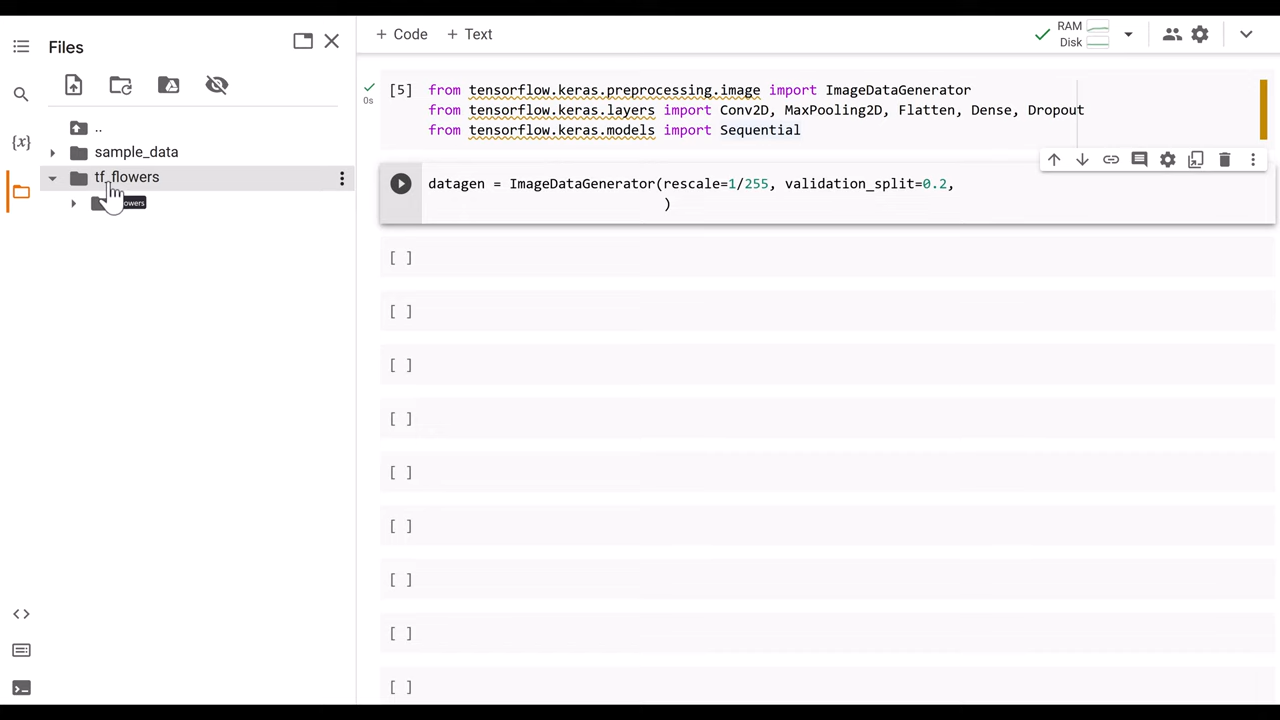 Files
..
sample_data
tf_flowers
owers
+ Code
+ Text
RAM
Disk
[5]
0s
from tensorflow.keras.preprocessing.image import ImageDataGenerator
from tensorflow.keras.layers import Conv2D, MaxPooling2D, Flatten, Dense, Dropout
from tensorflow.keras.models import Sequential
datagen = ImageDataGenerator(rescale=1/255, validation_split=0.2,
)
[ ]
[ ]
[ ]
[ ]
[ ]
[ ]
[ ]
[ ]
[ ]